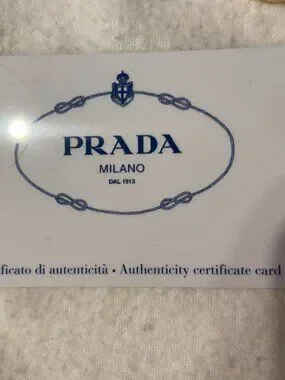 PRADA
MILANO
DAL 1913
ficato di autenticità • Authenticity certificate card